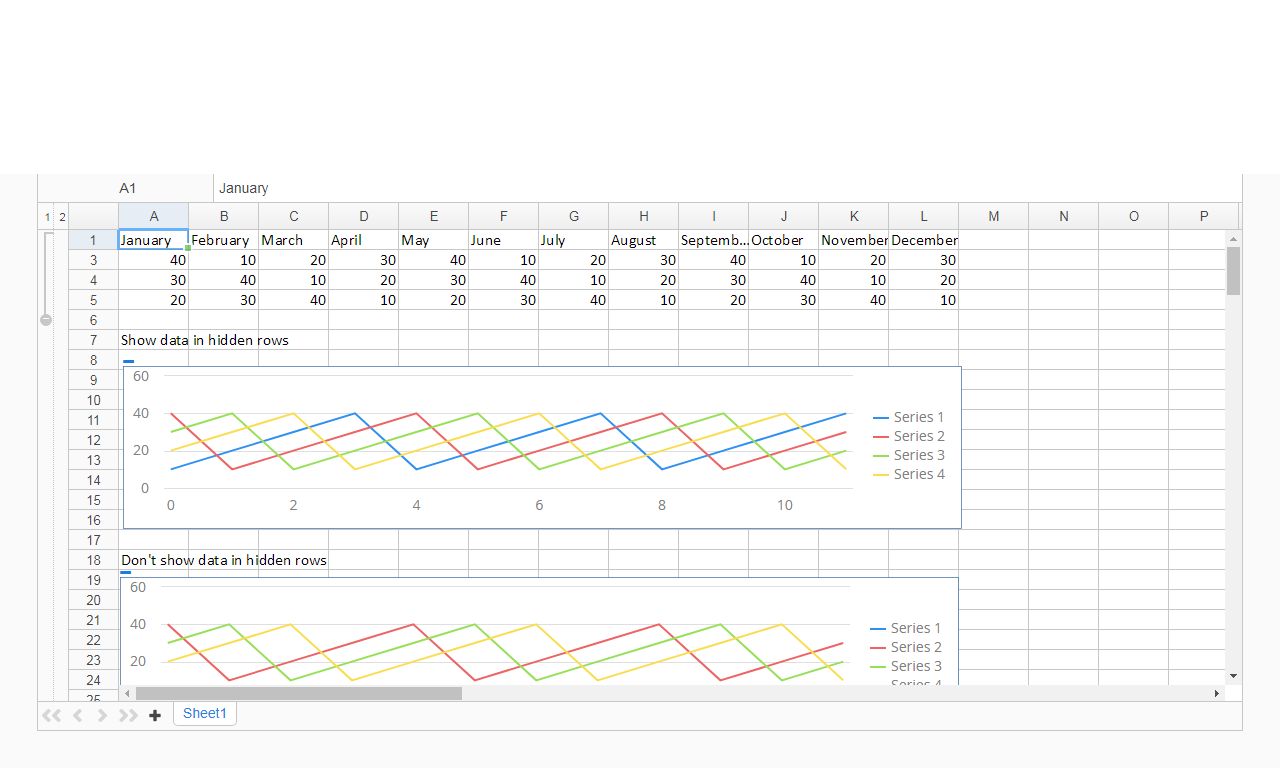 A1 January
1 2 A B C D E F G H I J K L M N O P
1 January February March April May June July August Septemb... October November December
3 40 10 20 30 40 10 20 30 40 10 20 30
4 30 40 10 20 30 40 10 20 30 40 10 20
5 20 30 40 10 20 30 40 10 20 30 40 10
6
7 Show data in hidden rows
8
9 60
10
11 40 Series 1
12 Series 2
13 20 Series 3
14 Series 4
15 0
16 0 2 4 6 8 10
17
18 Don't show data in hidden rows
19 60
20
21 40 Series 1
22 Series 2
23 20 Series 3
24 Series 4
25
Sheet1